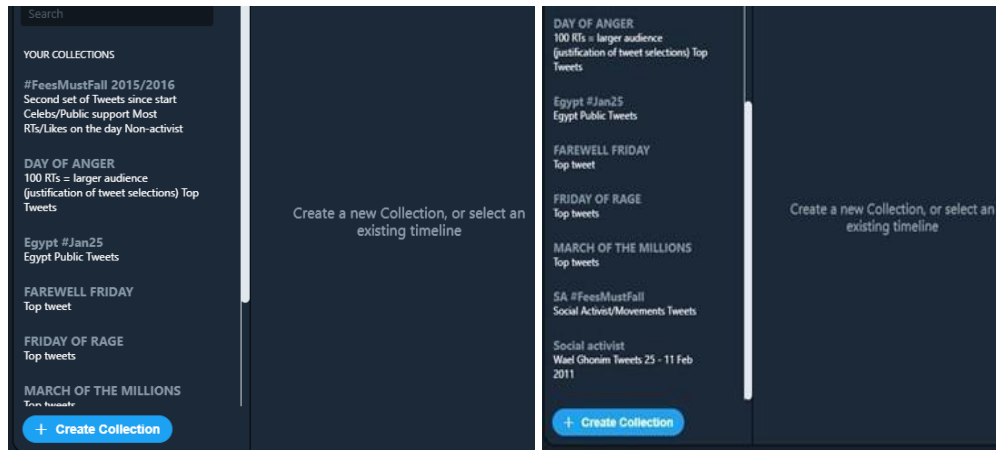 Search
YOUR COLLECTIONS
#FeesMustFall 2015/2016
Second set of Tweets since start
Celebs/Public support Most
RTs/Likes on the day Non-activist
DAY OF ANGER
100 RTs = larger audience
(justification of tweet selections) Top
Tweets
Egypt #Jan25
Egypt Public Tweets
FAREWELL FRIDAY
Top tweet
FRIDAY OF RAGE
Top tweets
MARCH OF THE MILLIONS
Top tweets
+ Create Collection
Create a new Collection, or select an
existing timeline
DAY OF ANGER
100 RTs = larger audience
(justification of tweet selections) Top
Tweets
Egypt #Jan25
Egypt Public Tweets
FAREWELL FRIDAY
Top tweet
FRIDAY OF RAGE
Top tweets
MARCH OF THE MILLIONS
Top tweets
SA #FeesMustFall
Social Activist/Movements Tweets
Social activist
Wael Ghonim Tweets 25 - 11 Feb
2011
+ Create Collection
Create a new Collection, or select an
existing timeline